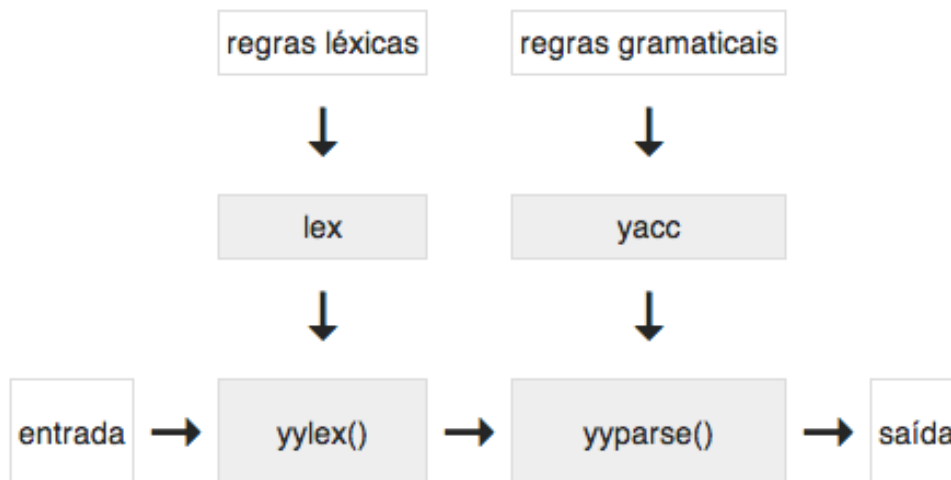 regras léxicas
regras gramaticais
lex
yacc
entrada
yylex()
yyparse()
saída